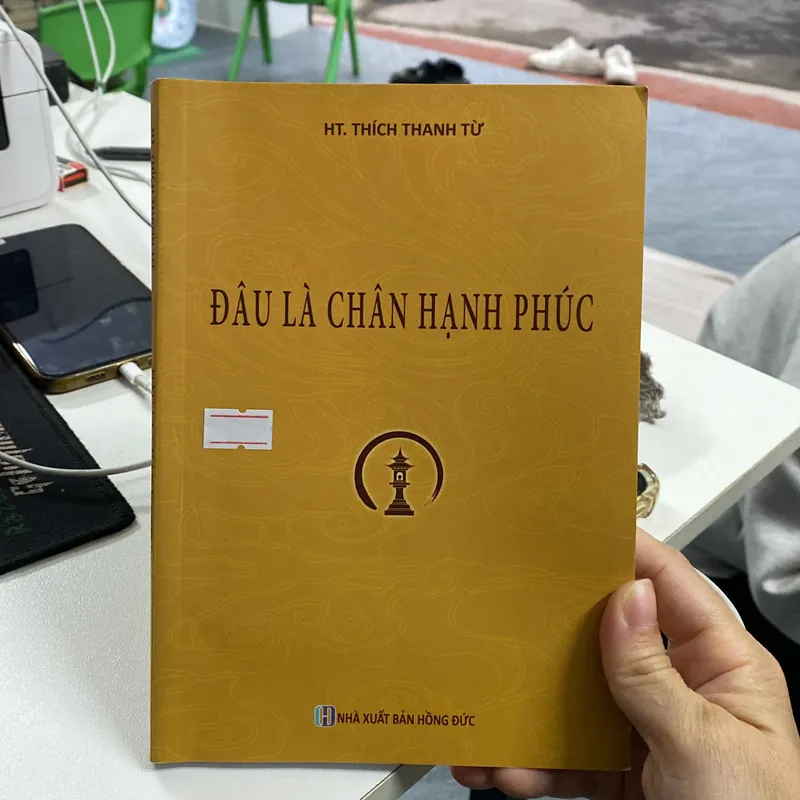 HT. THÍCH THANH TỪ
ĐÂU LÀ CHÂN HẠNH PHÚC
NHÀ XUẤT BẢN HỒNG ĐỨC